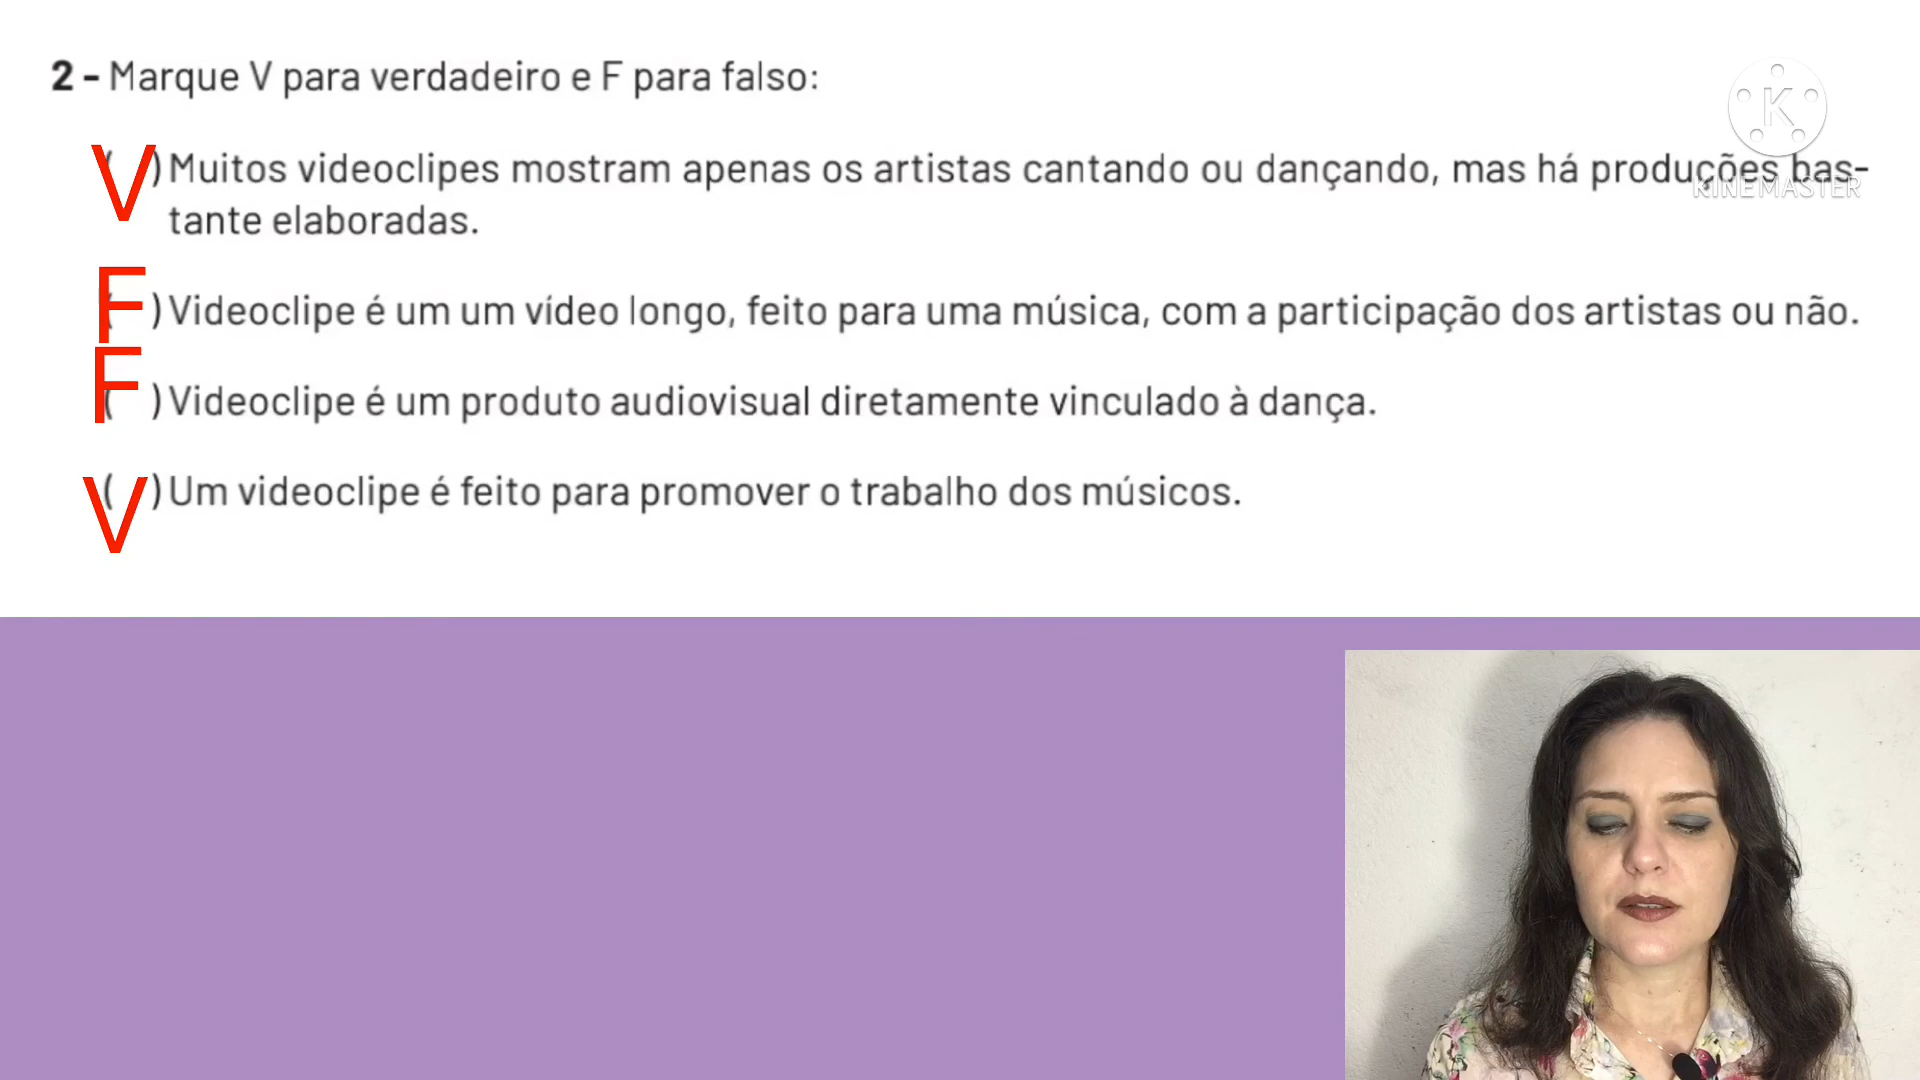 2 - Marque V para verdadeiro e F para falso:
V ( ) Muitos videoclipes mostram apenas os artistas cantando ou dançando, mas há produções bas-
tante elaboradas.
F ( ) Videoclipe é um um vídeo longo, feito para uma música, com a participação dos artistas ou não.
F ( ) Videoclipe é um produto audiovisual diretamente vinculado à dança.
V ( ) Um videoclipe é feito para promover o trabalho dos músicos.
K
KINEMASTER